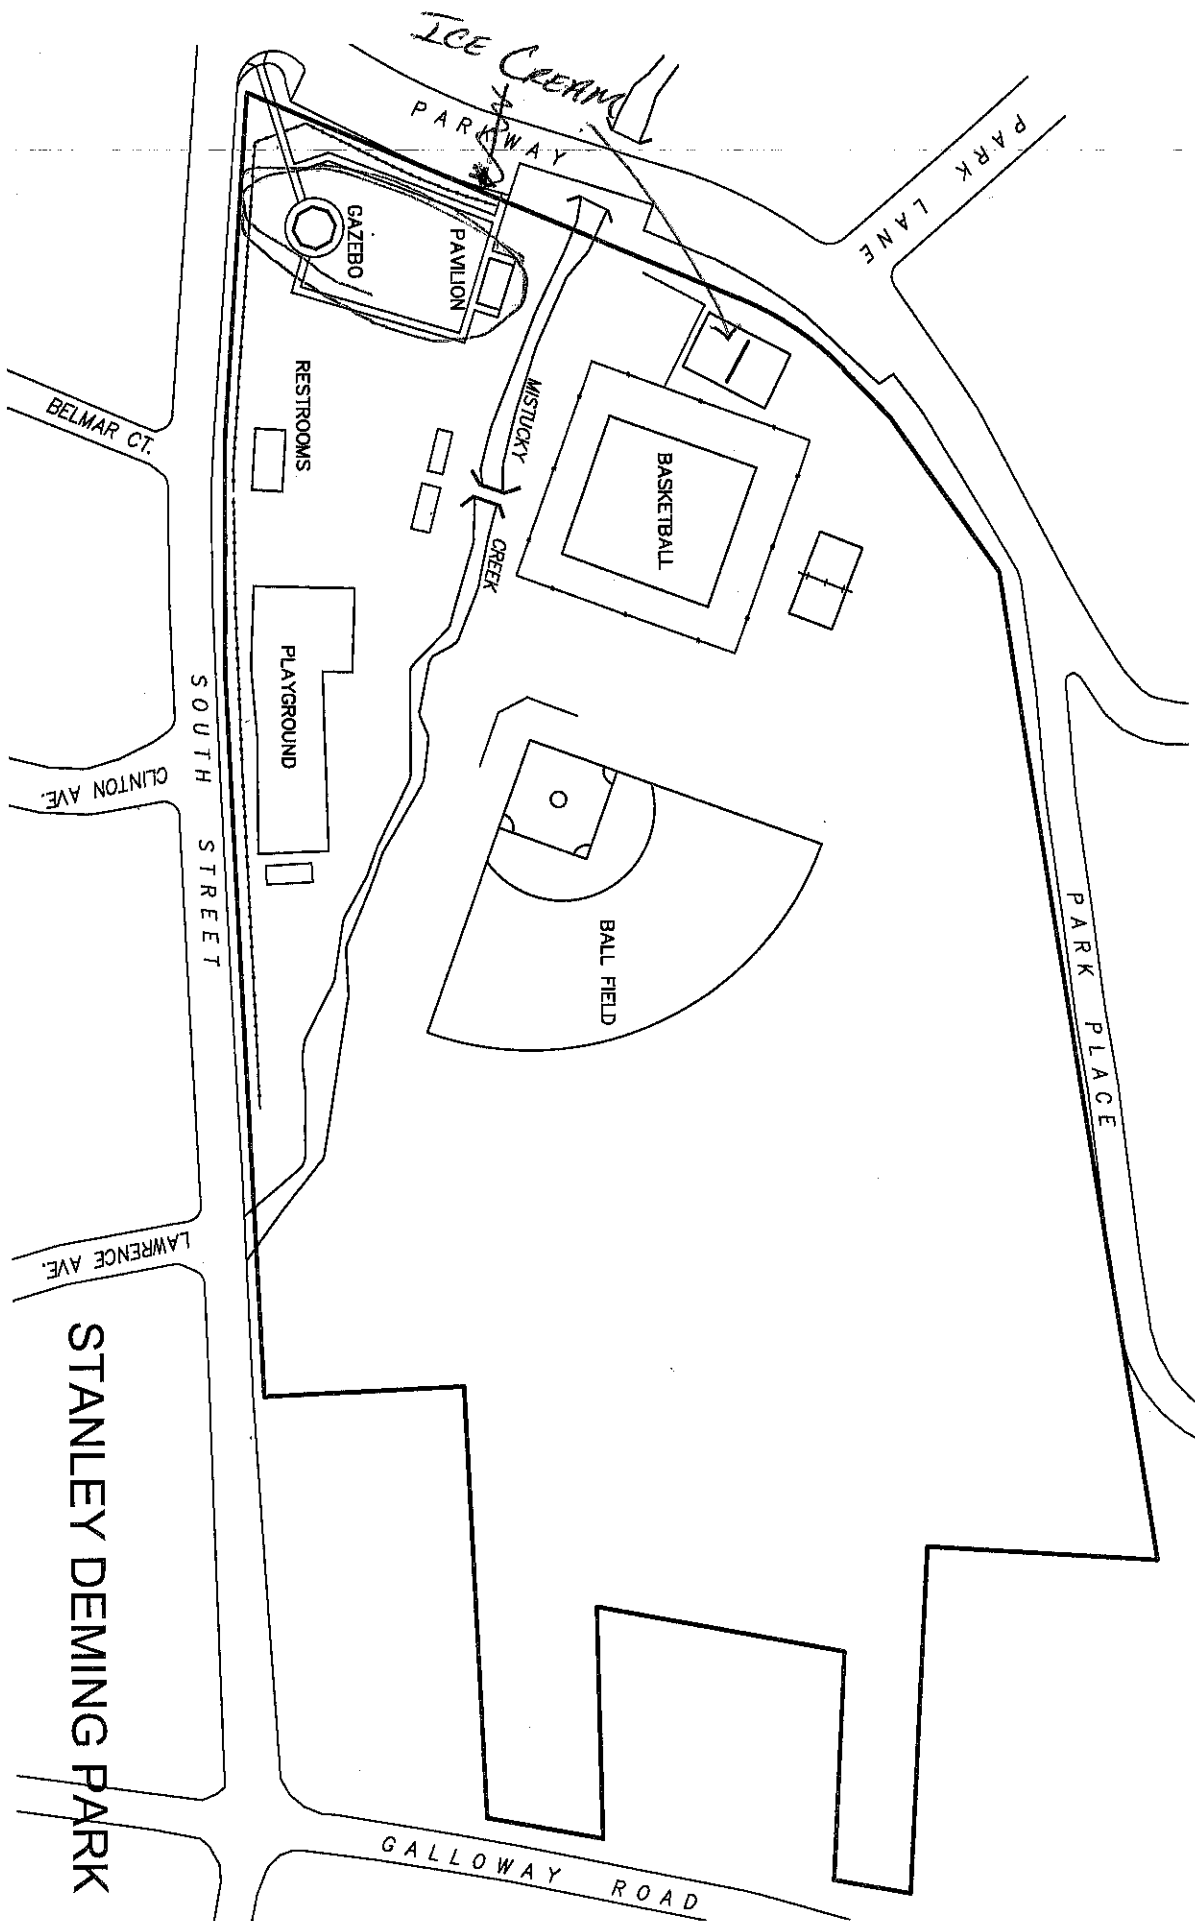 ICE CREAM
PARKWAY
PARK LANE
GAZEBO
PAVILION
RESTROOMS
MISTUCKY
CREEK
BASKETBALL
BELMAR CT.
PLAYGROUND
SOUTH STREET
CLINTON AVE.
BALL FIELD
PARK PLACE
LAWRENCE AVE.
STANLEY DEMING PARK
GALLOWAY ROAD